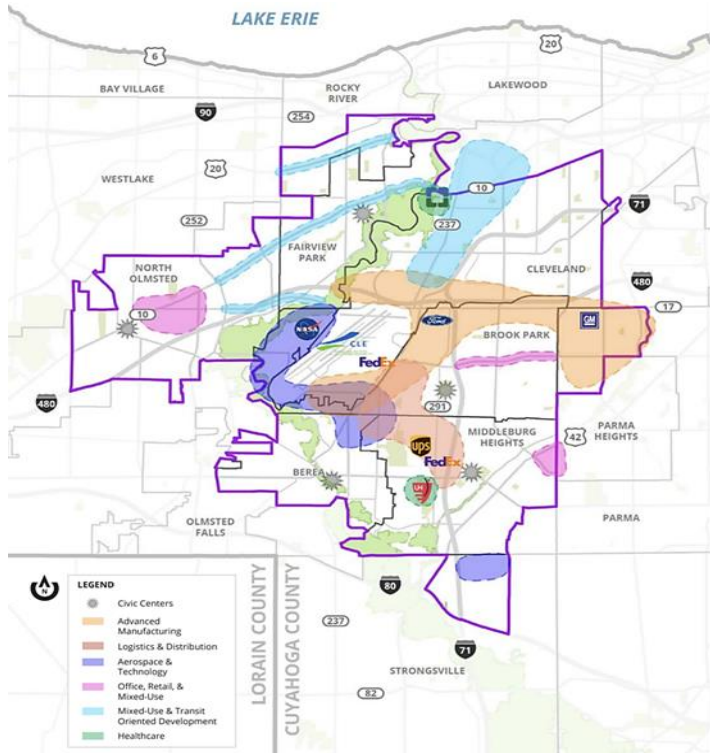 LAKE ERIE
6
20
BAY VILLAGE
ROCKY
RIVER
LAKEWOOD
90
254
20
WESTLAKE
10
237
71
252
FAIRVIEW
PARK
NORTH
OLMSTED
CLEVELAND
480
10
17
NASA
CLE
Ford
BROOK PARK
GM
FedEx
480
291
MIDDLEBURG
HEIGHTS
42
PARMA
HEIGHTS
UPS
FedEx
BEREA
UH
OLMSTED
FALLS
PARMA
N
LEGEND
Civic Centers
Advanced
Manufacturing
Logistics & Distribution
Aerospace &
Technology
Office, Retail, &
Mixed-Use
Mixed-Use & Transit
Oriented Development
Healthcare
LORAIN COUNTY
CUYAHOGA COUNTY
80
237
71
STRONGSVILLE
82